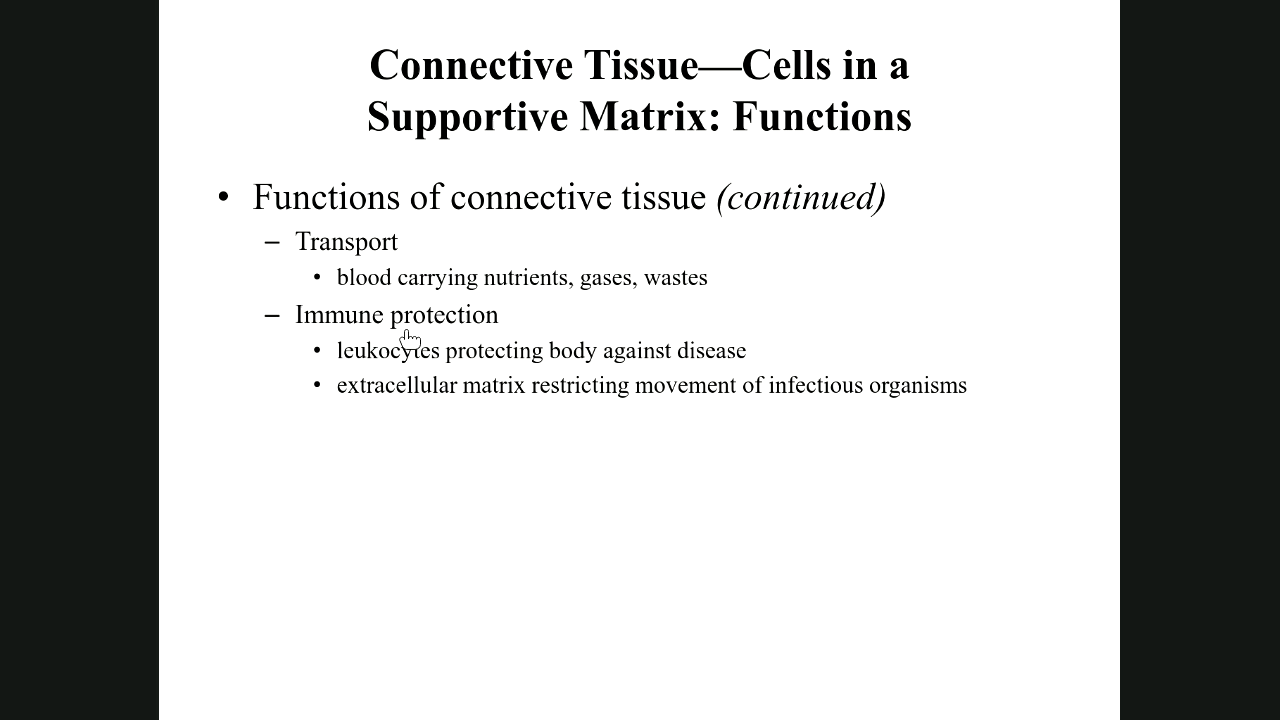 Connective Tissue—Cells in a
Supportive Matrix: Functions
• Functions of connective tissue (continued)
– Transport
• blood carrying nutrients, gases, wastes
– Immune protection
• leukocytes protecting body against disease
• extracellular matrix restricting movement of infectious organisms